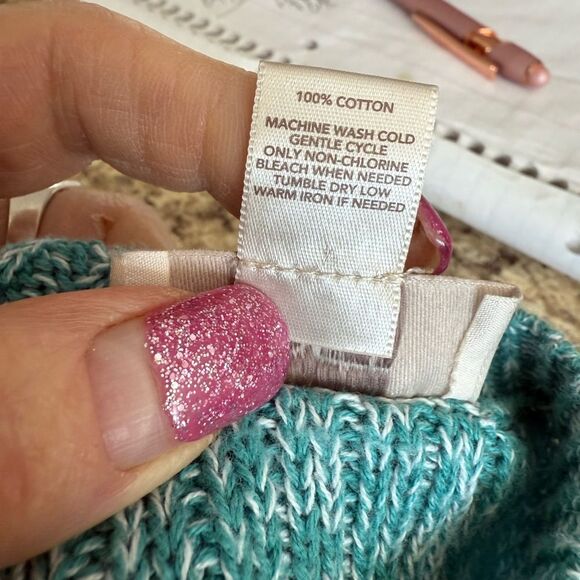 100% COTTON
MACHINE WASH COLD
GENTLE CYCLE
ONLY NON-CHLORINE
BLEACH WHEN NEEDED
TUMBLE DRY LOW
WARM IRON IF NEEDED